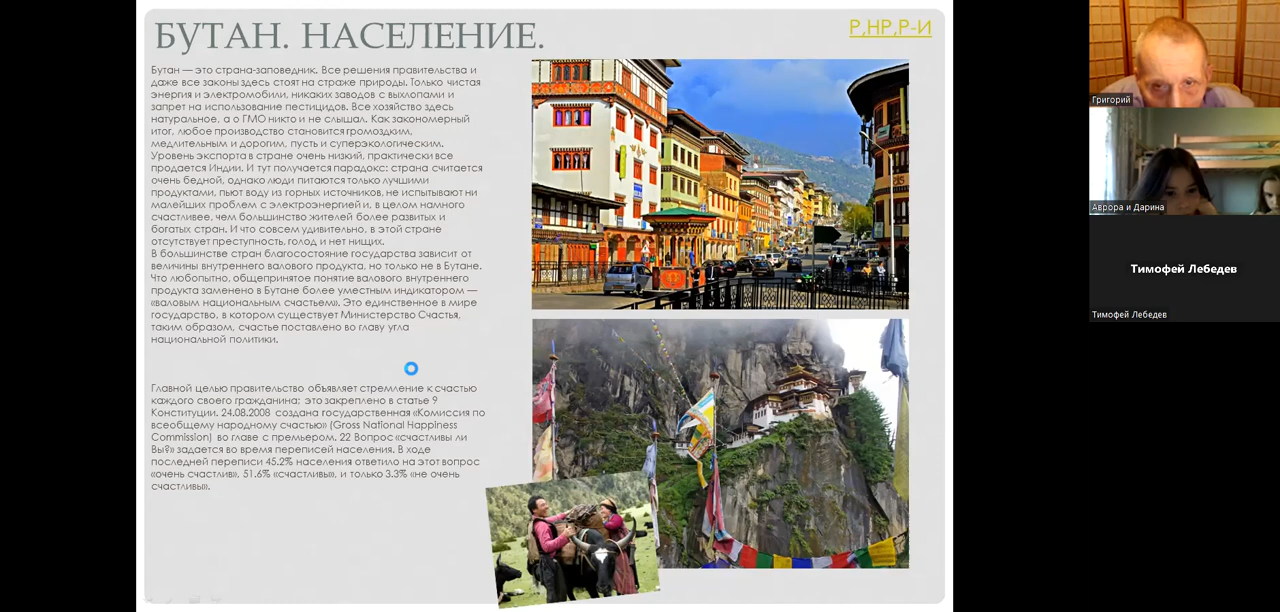 БУТАН. НАСЕЛЕНИЕ.
Р,НР,Р-И
Бутан — это страна-заповедник. Все решения правительства и
даже все законы здесь стоят на страже природы. Только чистая
энергия и электромобили, никаких заводов с выхлопами и
запрет на использование пестицидов. Все хозяйство здесь
натуральное, а о ГМО никто и не слышал. Как закономерный
итог, любое производство становится громоздким,
медлительным и дорогим, пусть и суперэкологическим.
Уровень экспорта в стране очень низкий, практически все
продается Индии. И тут получается парадокс: страна считается
очень бедной, однако люди питаются только лучшими
продуктами, пьют воду из горных источников, не испытывают ни
малейших проблем с электроэнергией и, в целом намного
счастливее, чем большинство жителей более развитых и
богатых стран. И что совсем удивительно, в этой стране
отсутствует преступность, голод и нет нищих.
В большинстве стран благосостояние государства зависит от
величины внутреннего валового продукта, но только не в Бутане.
Что любопытно, общепринятое понятие валового внутреннего
продукта заменено в Бутане более уместным индикатором —
«валовым национальным счастьем». Это единственное в мире
государство, в котором существует Министерство Счастья,
таким образом, счастье поставлено во главу угла
национальной политики.
Главной целью правительство объявляет стремление к счастью
каждого своего гражданина: это закреплено в статье 9
Конституции. 24.08.2008 создана государственная «Комиссия по
всеобщему народному счастью» (Gross National Happiness
Commission) во главе с премьером. 22 Вопрос «счастливы ли
Вы?» задается во время переписей населения. В ходе
последней переписи 45.2% населения ответило на этот вопрос
«очень счастлив», 51.6% «счастливы», и только 3.3% «не очень
счастливы».
Григорий
Аврора и Дарина
Тимофей Лебедев
Тимофей Лебедев